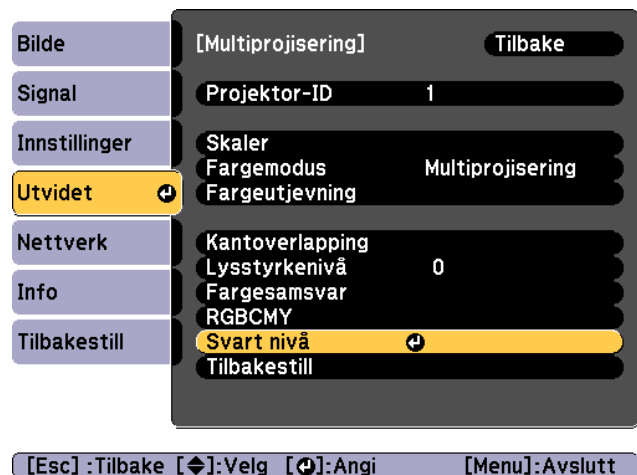 Bilde
Signal
Innstillinger
Utvidet
Nettverk
Info
Tilbakestill
[Multiprojisering] Tilbake
Projektor-ID 1
Skaler
Fargemodus Multiprojisering
Fargeutjevning
Kantoverlapping
Lysstyrkenivå 0
Fargesamsvar
RGBCMY
Svart nivå
Tilbakestill
[Esc] :Tilbake [◆]:Velg [⏎]:Angi [Menu]:Avslutt